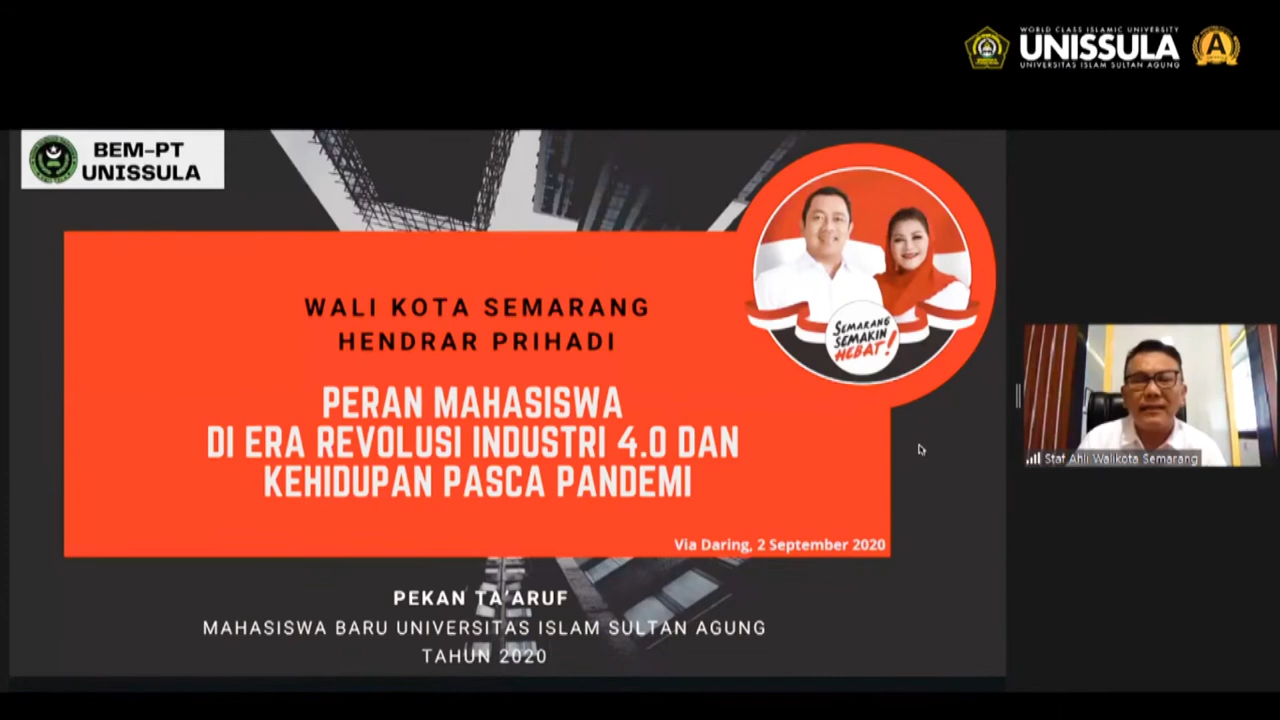 WORLD CLASS ISLAMIC UNIVERSITY
UNISSULA
UNIVERSITAS ISLAM SULTAN AGUNG
A
BEM-PT
UNISSULA
WALI KOTA SEMARANG
HENDRAR PRIHADI
SEMARANG
SEMAKIN
HEBAT!
PERAN MAHASISWA
DI ERA REVOLUSI INDUSTRI 4.0 DAN
KEHIDUPAN PASCA PANDEMI
Via Daring, 2 September 2020
Staf Ahli Walikota Semarang
PEKAN TA'ARUF
MAHASISWA BARU UNIVERSITAS ISLAM SULTAN AGUNG
TAHUN 2020